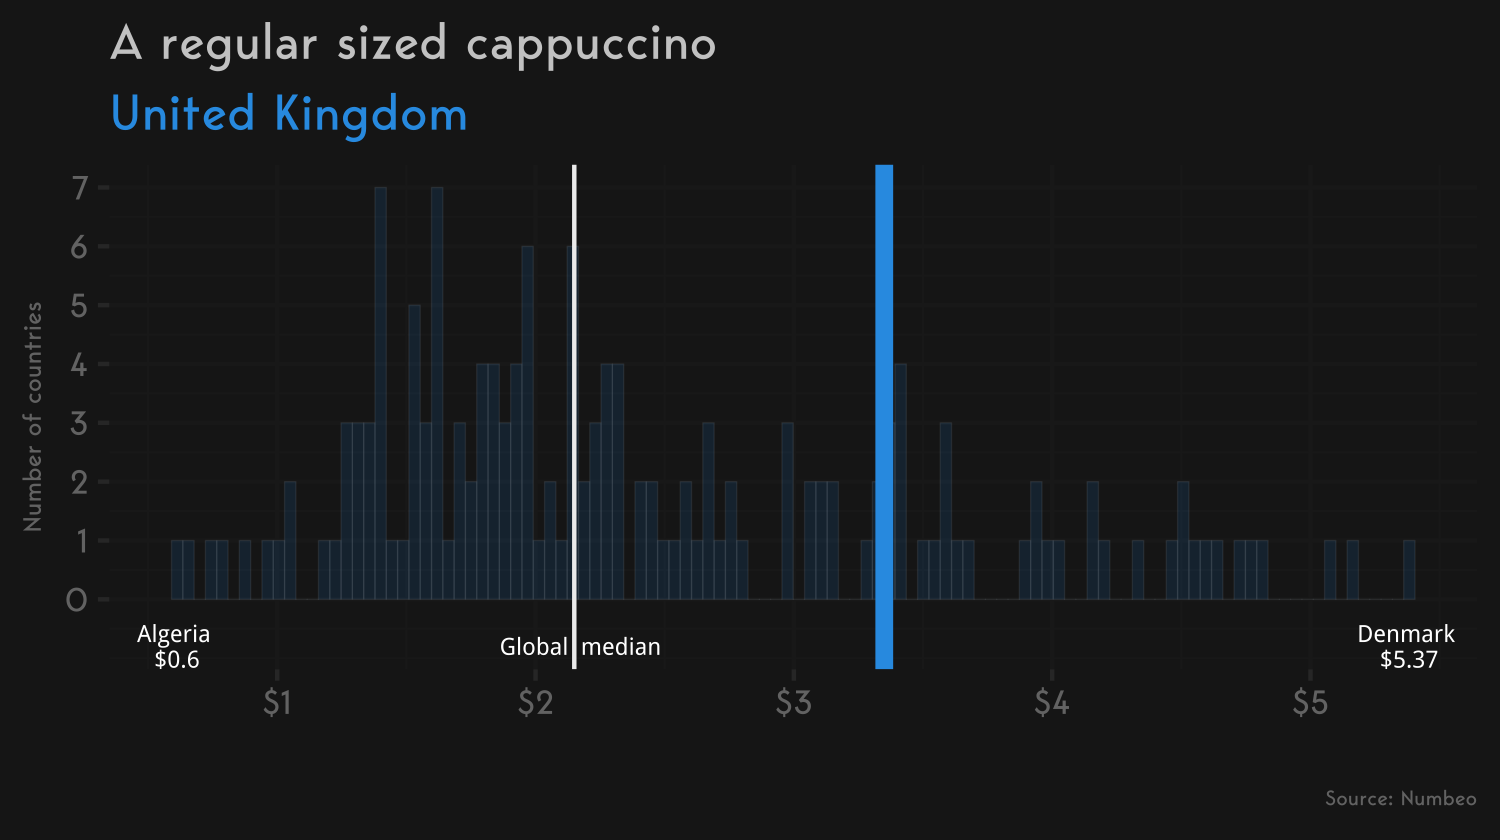 A regular sized cappuccino
United Kingdom
Number of countries
7
6
5
4
3
2
1
0
Algeria
$0.6
Global median
Denmark
$5.37
$1 $2 $3 $4 $5
Source: Numbeo